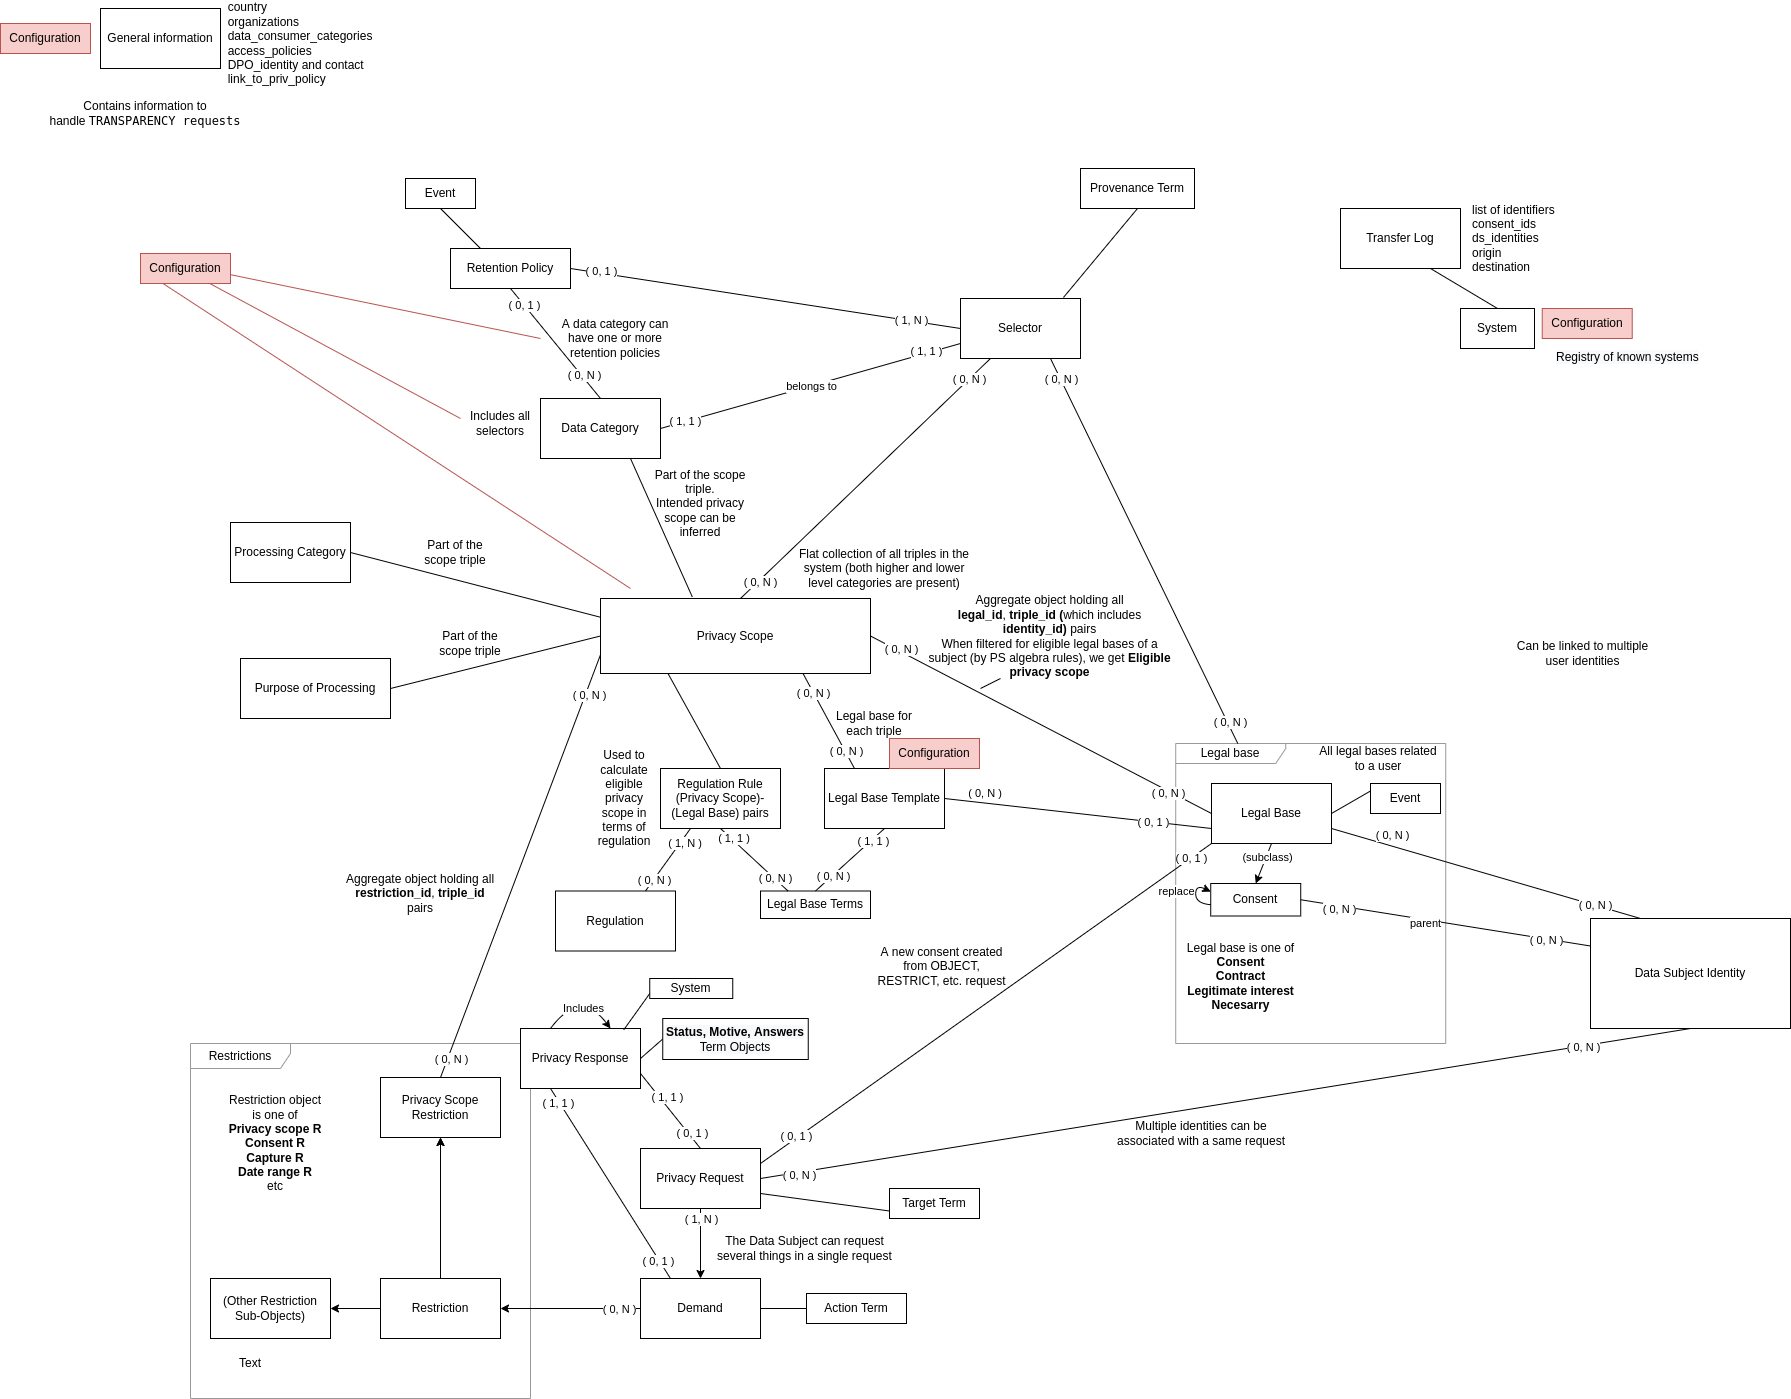 Configuration
General information
country
organizations
data_consumer_categories
access_policies
DPO_identity and contact
link_to_priv_policy
Contains information to
handle TRANSPARENCY requests
Event
Provenance Term
Retention Policy
( 0, 1 )
( 0, 1 )
Configuration
A data category can
have one or more
retention policies
( 0, N )
( 1, N )
Selector
( 1, 1 )
belongs to
( 1, 1 )
( 0, N )
( 0, N )
Transfer Log
list of identifiers
consent_ids
ds_identities
origin
destination
System
Configuration
Registry of known systems
Includes all
selectors
Data Category
Part of the scope
triple.
Intended privacy
scope can be
inferred
Processing Category
Part of the
scope triple
Purpose of Processing
Part of the
scope triple
( 0, N )
Flat collection of all triples in the
system (both higher and lower
level categories are present)
Privacy Scope
( 0, N )
Aggregate object holding all
legal_id, triple_id (which includes
identity_id) pairs
When filtered for eligible legal bases of a
subject (by PS algebra rules), we get Eligible
privacy scope
Can be linked to multiple
user identities
( 0, N )
( 0, N )
( 0, N )
Legal base for
each triple
( 0, N )
Configuration
Used to
calculate
eligible
privacy
scope in
terms of
regulation
Regulation Rule
(Privacy Scope)-
(Legal Base) pairs
Legal Base Template
( 0, N )
( 0, N )
( 0, 1 )
Legal base
All legal bases related
to a user
Legal Base
Event
( 0, N )
( 0, 1 )
(subclass)
replace
Consent
( 0, N )
parent
( 0, N )
( 0, N )
Data Subject Identity
Legal base is one of
Consent
Contract
Legitimate interest
Necesarry
( 1, N )
( 1, 1 )
( 1, 1 )
( 0, N )
( 0, N )
( 0, N )
Regulation
Legal Base Terms
Aggregate object holding all
restriction_id, triple_id
pairs
A new consent created
from OBJECT,
RESTRICT, etc. request
System
Includes
Status, Motive, Answers
Term Objects
Privacy Response
Restrictions
( 0, N )
( 0, N )
Privacy Scope
Restriction
( 1, 1 )
( 1, 1 )
( 0, 1 )
( 0, 1 )
Restriction object
is one of
Privacy scope R
Consent R
Capture R
Date range R
etc
Multiple identities can be
associated with a same request
Privacy Request
( 0, N )
Target Term
( 1, N )
The Data Subject can request
several things in a single request
( 0, 1 )
(Other Restriction
Sub-Objects)
Restriction
( 0, N )
Demand
Action Term
Text